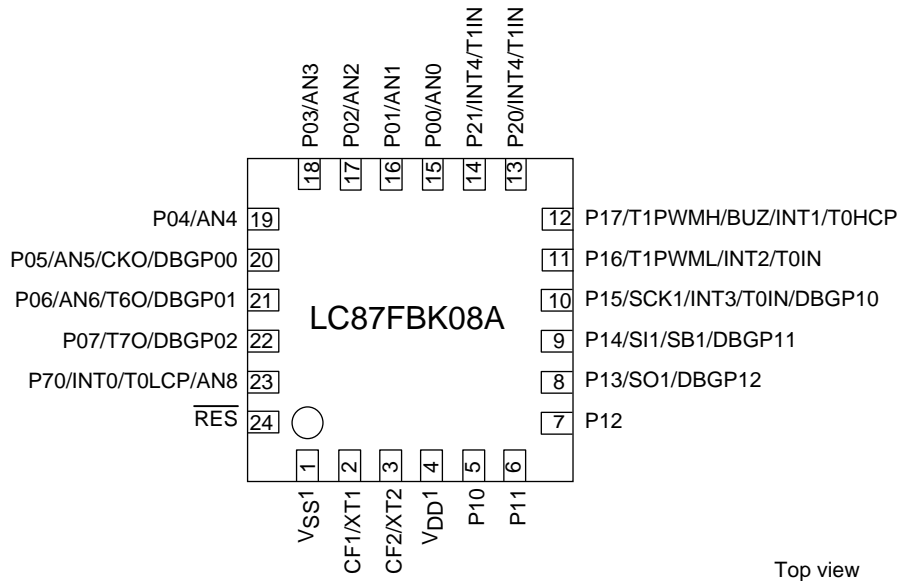 P03/AN3
P02/AN2
P01/AN1
P00/AN0
P21/INT4/T1IN
P20/INT4/T1IN
18
17
16
15
14
13
P04/AN4
19
12
P17/T1PWMH/BUZ/INT1/T0HCP
P05/AN5/CKO/DBGP00
20
11
P16/T1PWML/INT2/T0IN
P06/AN6/T6O/DBGP01
21
LC87FBK08A
10
P15/SCK1/INT3/T0IN/DBGP10
P07/T7O/DBGP02
22
9
P14/SI1/SB1/DBGP11
P70/INT0/T0LCP/AN8
23
8
P13/SO1/DBGP12
RES
24
7
P12
1
2
3
4
5
6
VSS1
CF1/XT1
CF2/XT2
VDD1
P10
P11
Top view